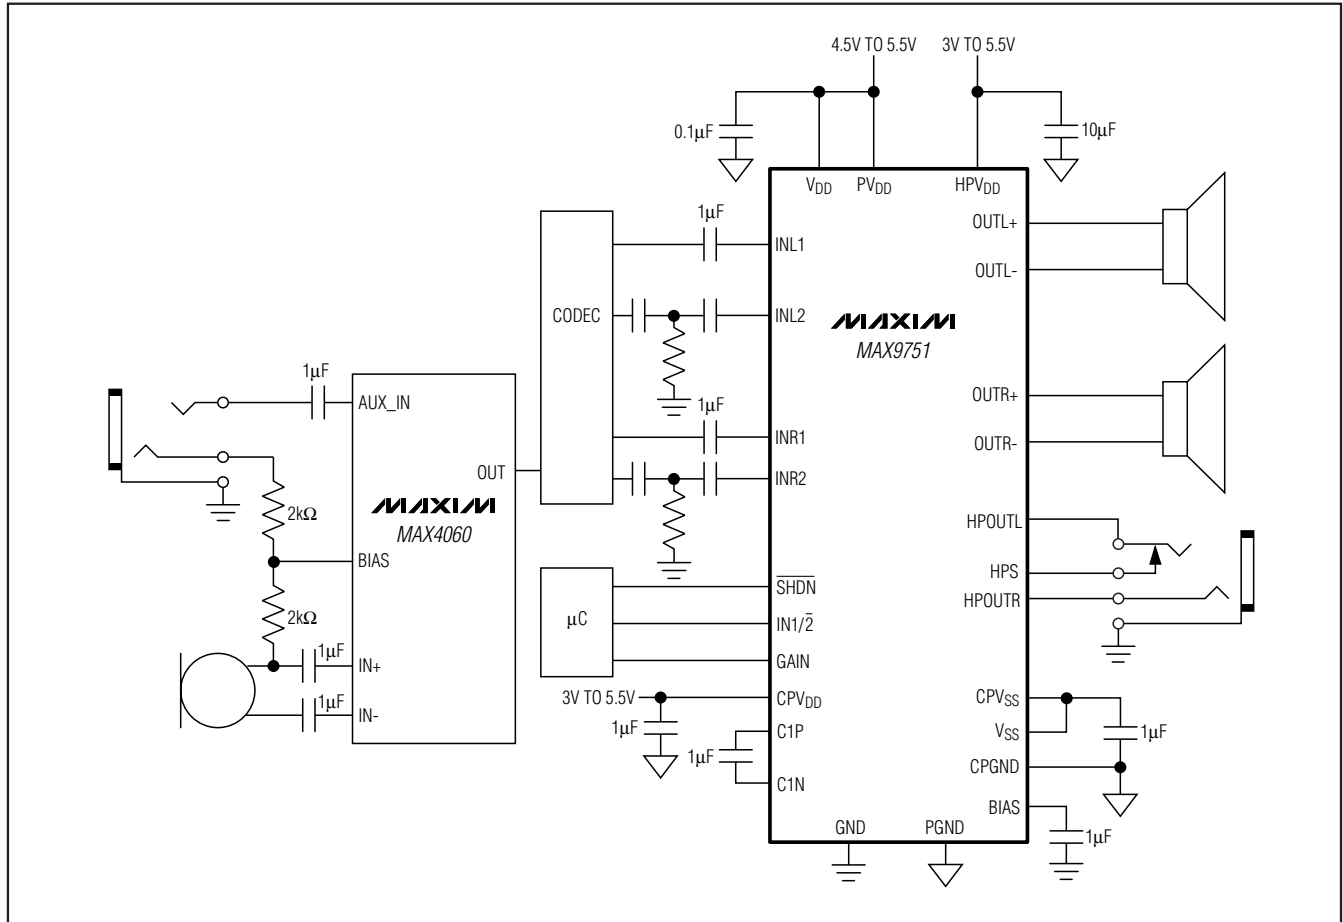 4.5V TO 5.5V
3V TO 5.5V
0.1µF
10µF
VDD
PVDD
HPVDD
1µF
INL1
OUTL+
OUTL-
CODEC
INL2
MAXIM
MAX9751
1µF
AUX_IN
1µF
INR1
OUTR+
OUTR-
OUT
INR2
2kΩ
MAXIM
MAX4060
HPOUTL
BIAS
HPS
SHDN
HPOUTR
µC
IN1/2
2kΩ
GAIN
1µF
IN+
1µF
IN-
3V TO 5.5V
CPVDD
CPVSS
1µF
C1P
VSS
1µF
1µF
CPGND
C1N
BIAS
GND
PGND
1µF